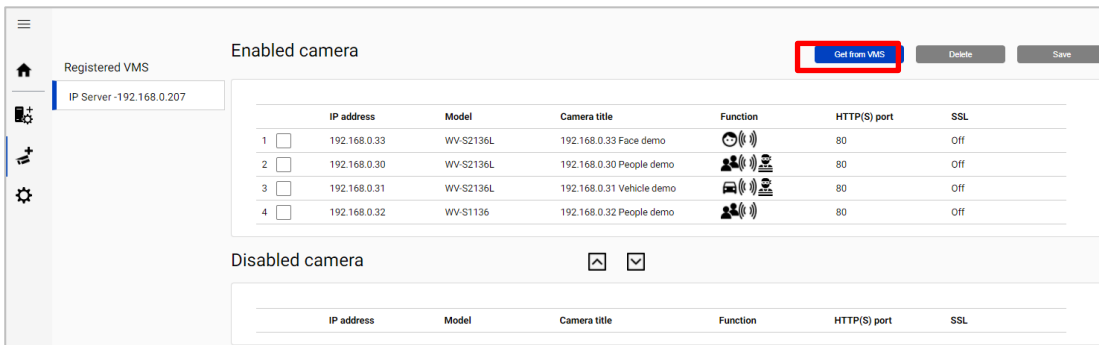 Enabled camera
Get from VMS
Delete
Save
Registered VMS
IP Server -192.168.0.207
IP address Model Camera title Function HTTP(S) port SSL
1 192.168.0.33 WV-S2136L 192.168.0.33 Face demo 80 Off
2 192.168.0.30 WV-S2136L 192.168.0.30 People demo 80 Off
3 192.168.0.31 WV-S2136L 192.168.0.31 Vehicle demo 80 Off
4 192.168.0.32 WV-S1136 192.168.0.32 People demo 80 Off
Disabled camera
IP address Model Camera title Function HTTP(S) port SSL